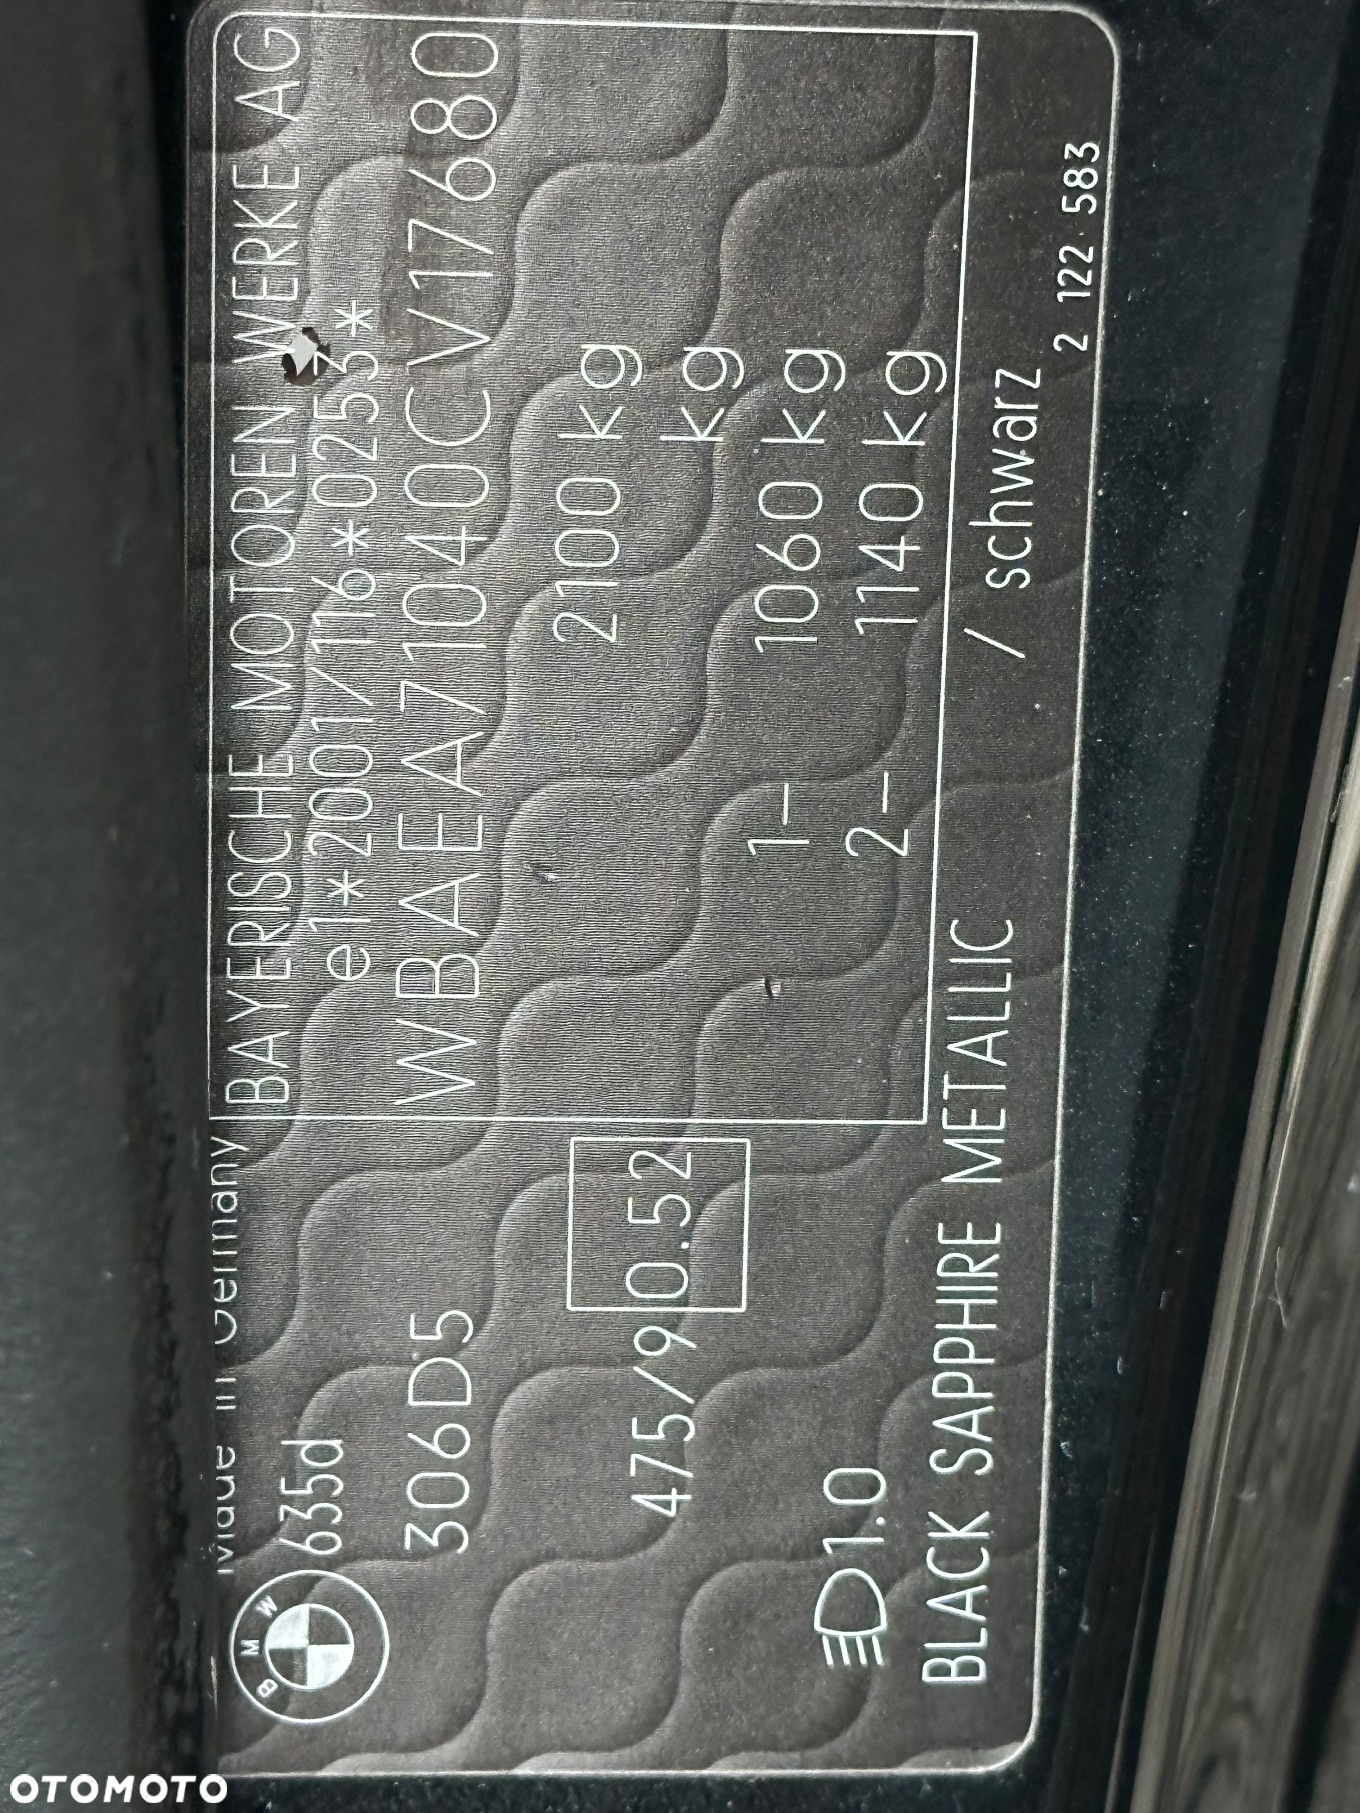 Made in Germany
BAYERISCHE MOTOREN WERKE AG
B M W
635d
e1*2001/116*0253*
306D5
WBAEA71040CV17680
2100 kg
475/9 0.52
kg
1- 1060 kg
1.0
2- 1140 kg
BLACK SAPPHIRE METALLIC / schwarz
2 122 583
OTOMOTO